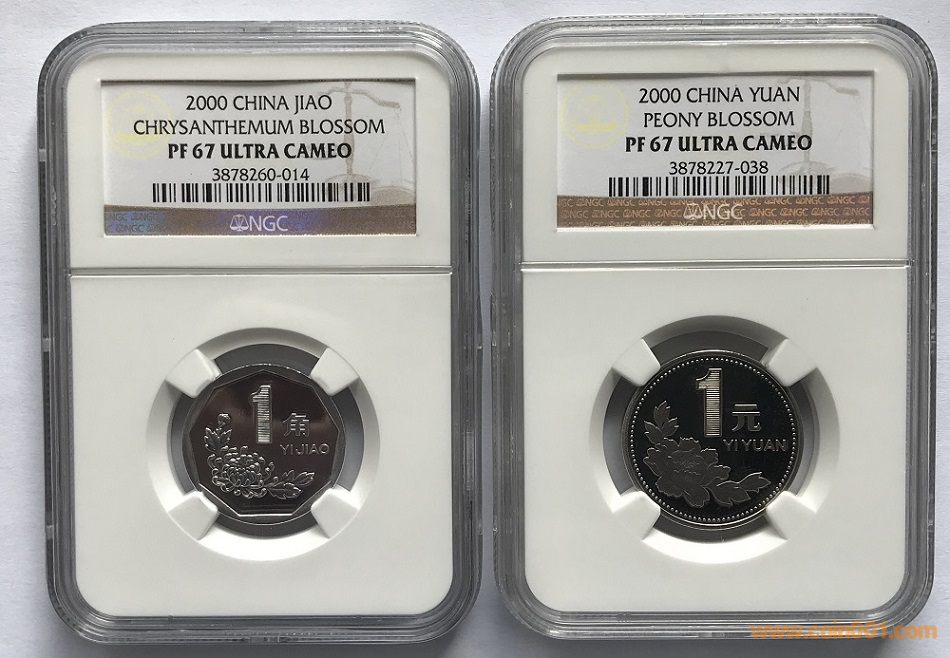 2000 CHINA JIAO
CHRYSANTHEMUM BLOSSOM
PF 67 ULTRA CAMEO
3878260-014
NGC
1角
YI JIAO
2000 CHINA YUAN
PEONY BLOSSOM
PF 67 ULTRA CAMEO
3878227-038
NGC
1元
YI YUAN
www.coin001.com